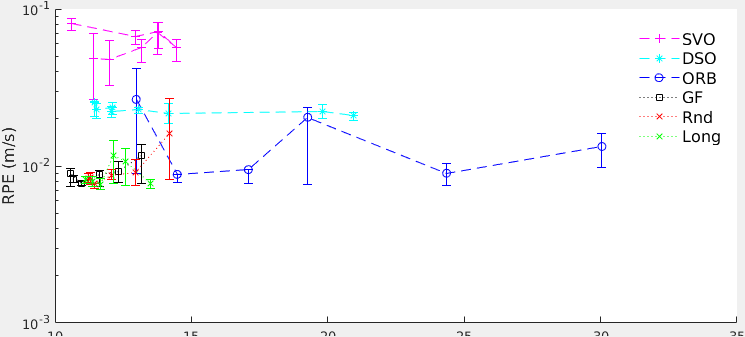 10^-1
10^-2
10^-3
RPE (m/s)
SVO
DSO
ORB
GF
Rnd
Long
10 15 20 25 30 35